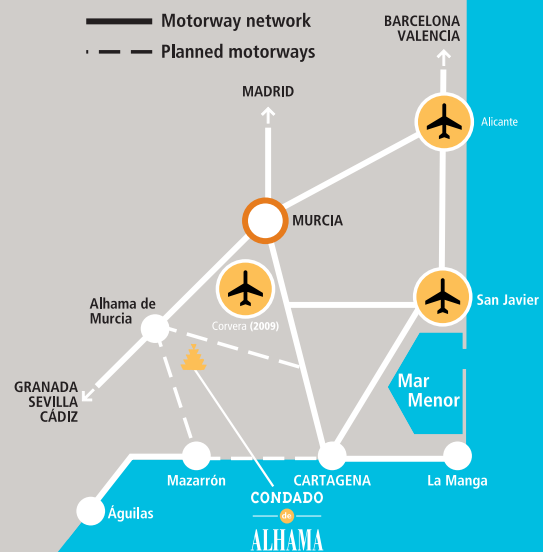 Motorway network
Planned motorways
BARCELONA
VALENCIA
MADRID
Alicante
MURCIA
Alhama de
Murcia
Corvera (2009)
San Javier
GRANADA
SEVILLA
CÁDIZ
Mar
Menor
Mazarrón
CARTAGENA
La Manga
Águilas
CONDADO
de
ALHAMA